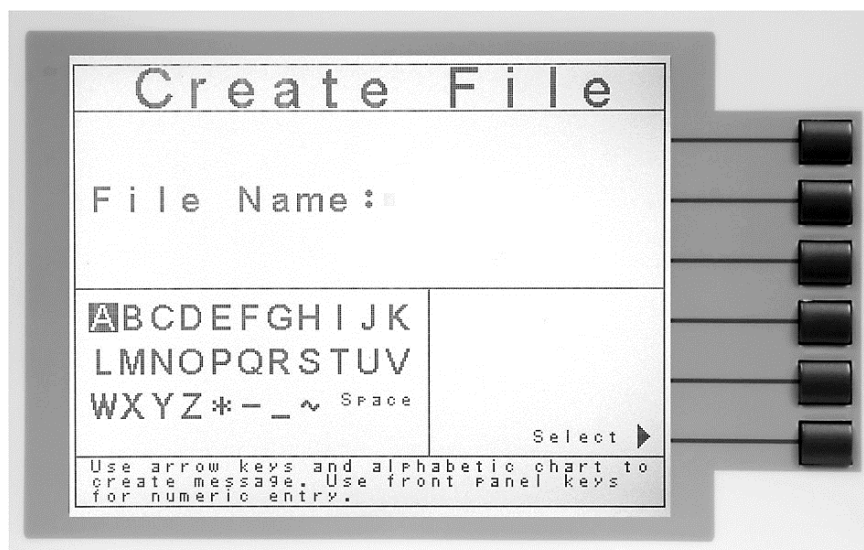 Create File
File Name:
ABCDEFGHIJK
LMNOPQRSTUV
WXYZ*-_~ Space
Select
Use arrow keys and alphabetic chart to
create message. Use front panel keys
for numeric entry.